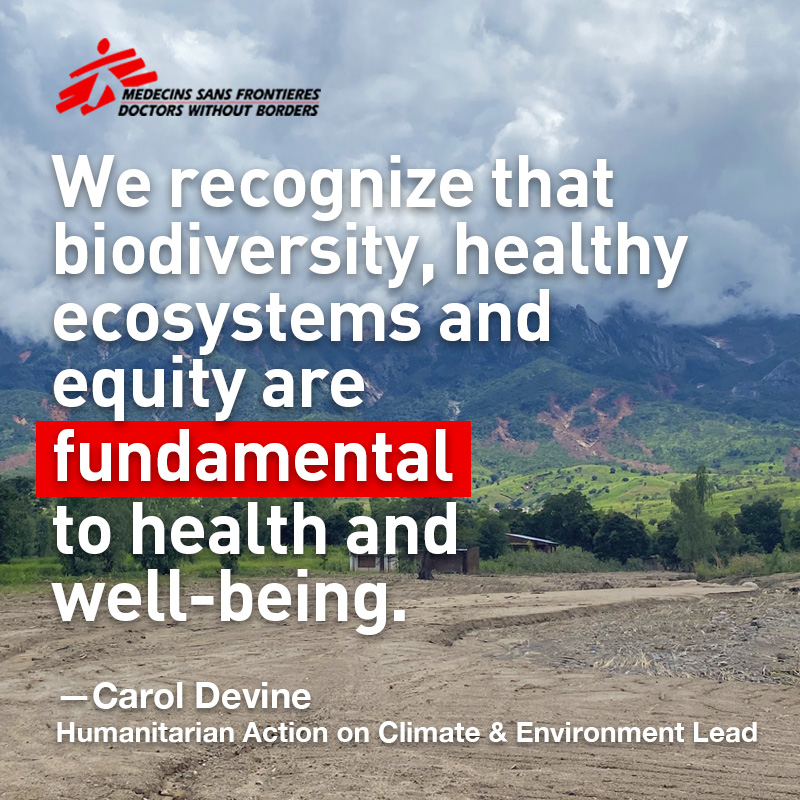 MEDECINS SANS FRONTIERES
DOCTORS WITHOUT BORDERS
We recognize that
biodiversity, healthy
ecosystems and
equity are
fundamental
to health and
well-being.
—Carol Devine
Humanitarian Action on Climate & Environment Lead